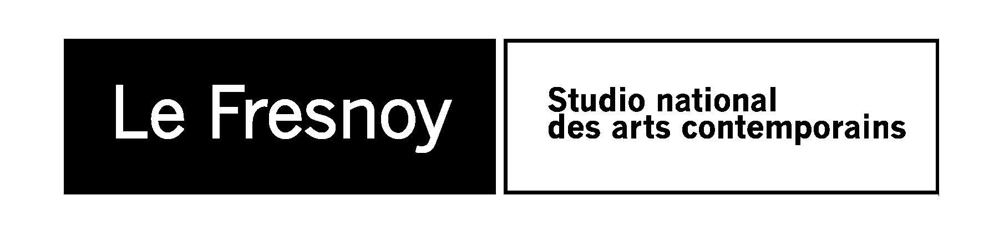 Le Fresnoy
Studio national
des arts contemporains